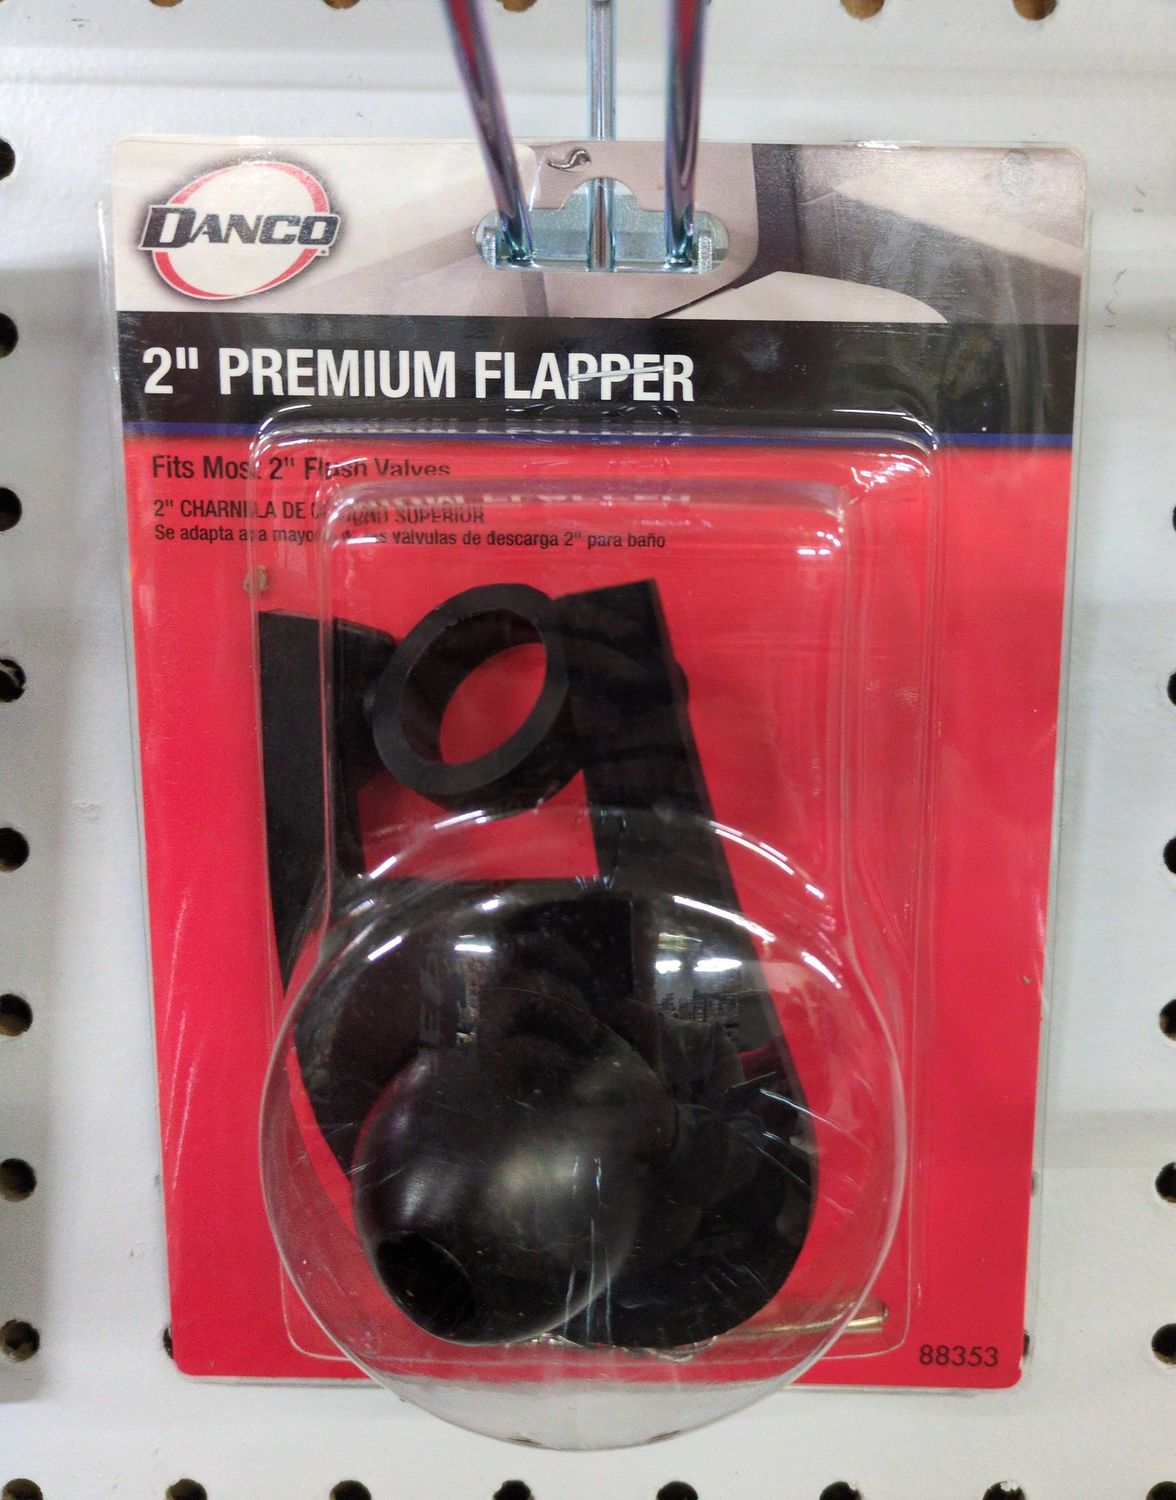 DANCO
2" PREMIUM FLAPPER
Fits Most 2" Flush Valves
2" CHARNELA DE SUPERIOR
Se adapta a la válvulas de descarga 2" para baño
88353